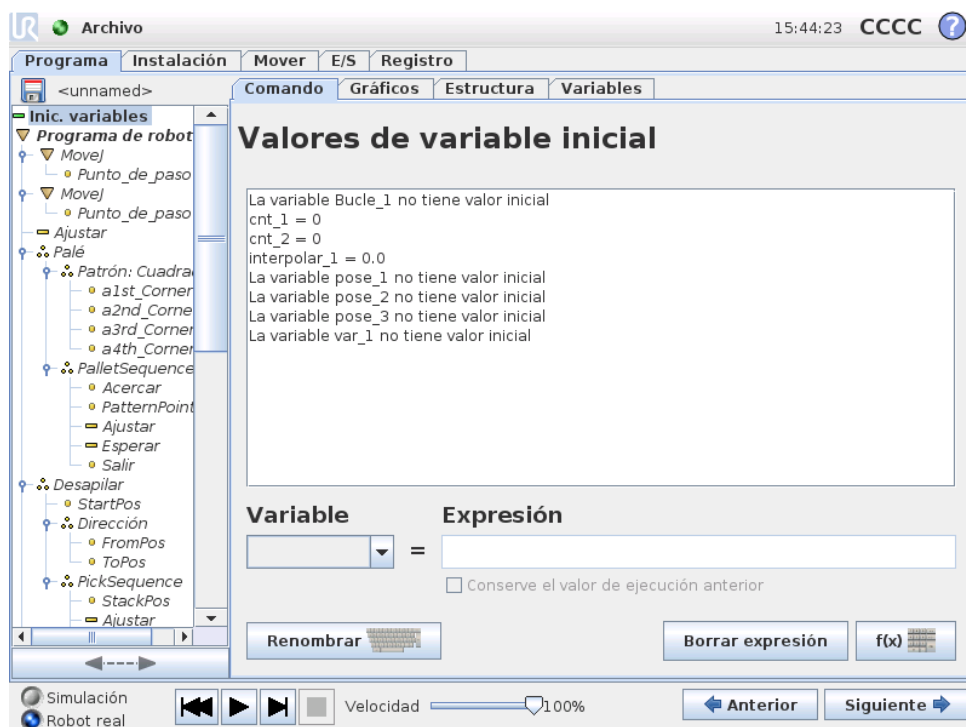 UR Archivo 15:44:23 CCCC ?
Programa Instalación Mover E/S Registro
<unnamed>
Comando Gráficos Estructura Variables
Inic. variables
Programa de robot
MoveJ
Punto_de_paso
MoveJ
Punto_de_paso
Ajustar
Palé
Patrón: Cuadra
a1st_Corner
a2nd_Corne
a3rd_Corner
a4th_Corner
PalletSequence
Acercar
PatternPoint
Ajustar
Esperar
Salir
Desapilar
StartPos
Dirección
FromPos
ToPos
PickSequence
StackPos
Ajustar
Valores de variable inicial
La variable Bucle_1 no tiene valor inicial
cnt_1 = 0
cnt_2 = 0
interpolar_1 = 0.0
La variable pose_1 no tiene valor inicial
La variable pose_2 no tiene valor inicial
La variable pose_3 no tiene valor inicial
La variable var_1 no tiene valor inicial
Variable Expresión
=
Conserve el valor de ejecución anterior
Renombrar Borrar expresión f(x)
Simulación
Robot real
Velocidad 100%
Anterior Siguiente